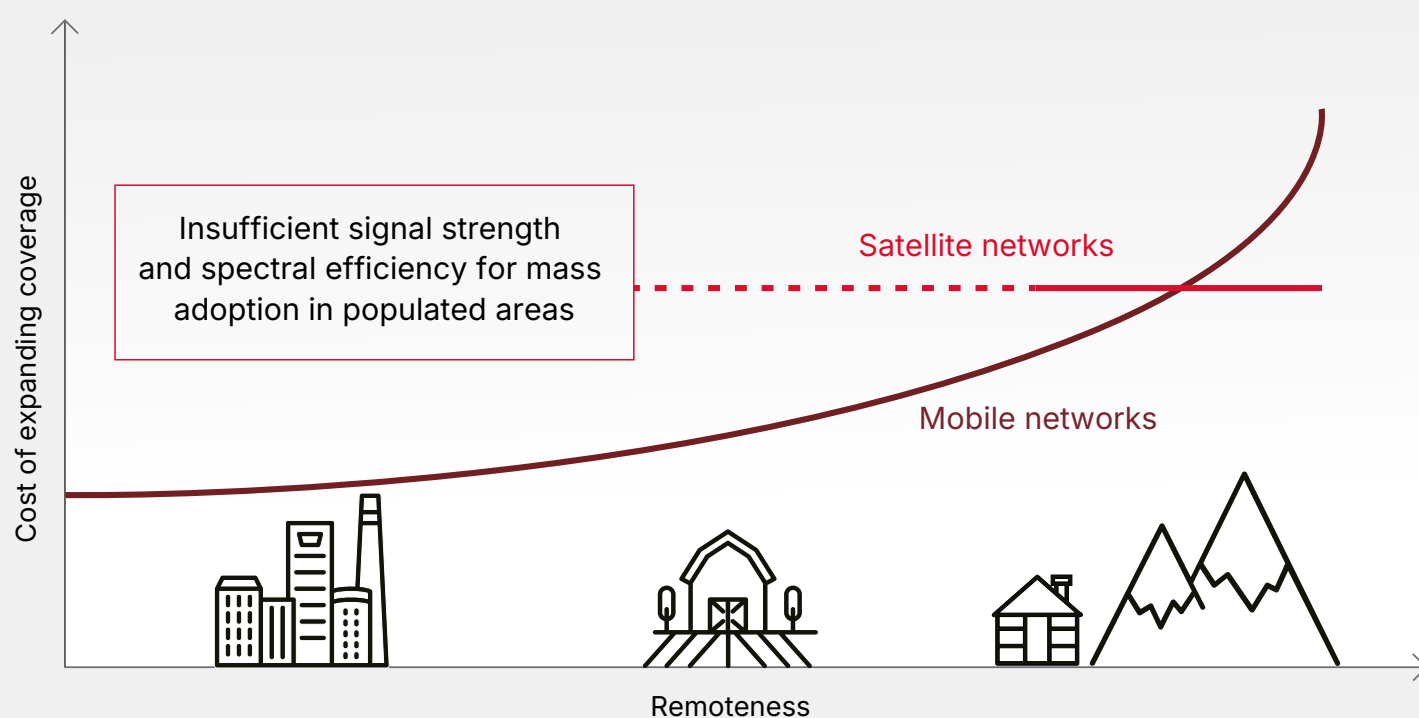 Insufficient signal strength
and spectral efficiency for mass
adoption in populated areas
Satellite networks
Mobile networks
Cost of expanding coverage
Remoteness